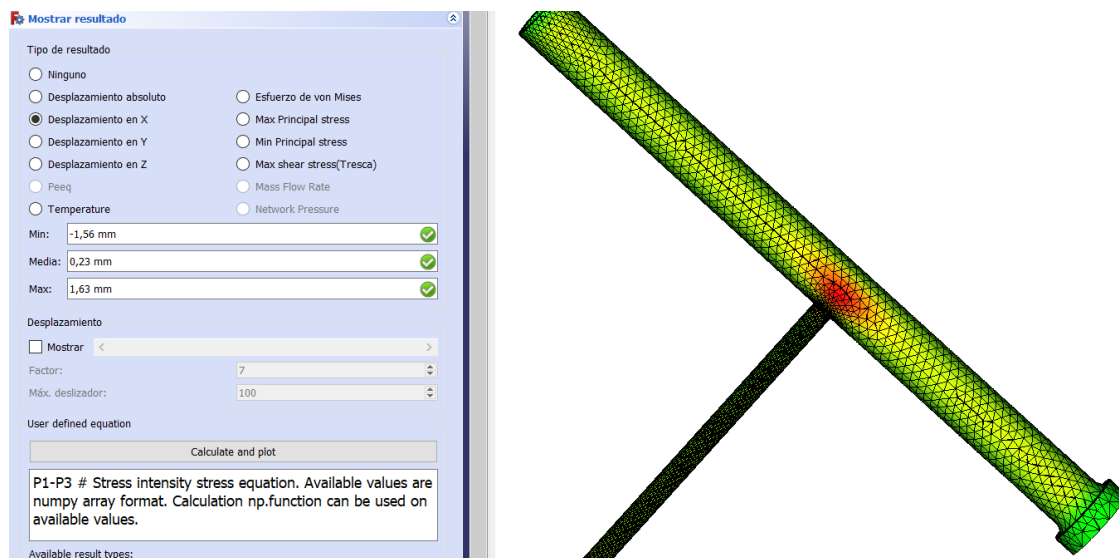 Mostrar resultado
Tipo de resultado
Ninguno
Desplazamiento absoluto
Esfuerzo de von Mises
Desplazamiento en X
Max Principal stress
Desplazamiento en Y
Min Principal stress
Desplazamiento en Z
Max shear stress(Tresca)
Peeq
Mass Flow Rate
Temperature
Network Pressure
Min: -1,56 mm
Media: 0,23 mm
Max: 1,63 mm
Desplazamiento
Mostrar
Factor: 7
Máx. deslizador: 100
User defined equation
Calculate and plot
P1-P3 # Stress intensity stress equation. Available values are
numpy array format. Calculation np.function can be used on
available values.
Available result types: